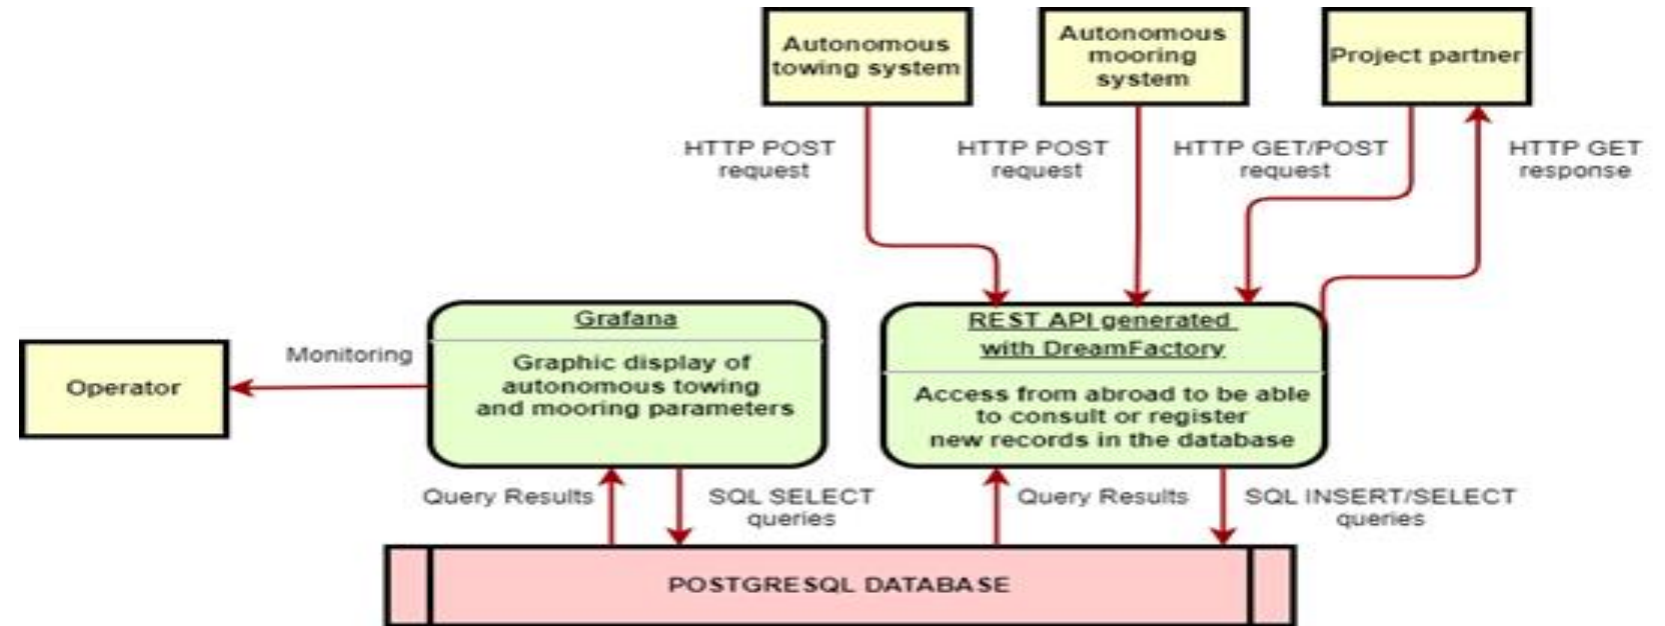 Autonomous
towing system
Autonomous
mooring
system
Project partner
HTTP POST
request
HTTP POST
request
HTTP GET/POST
request
HTTP GET
response
Grafana
Graphic display of
autonomous towing
and mooring parameters
REST API generated
with DreamFactory
Access from abroad to be able
to consult or register
new records in the database
Monitoring
Operator
Query Results
SQL SELECT
queries
Query Results
SQL INSERT/SELECT
queries
POSTGRESQL DATABASE